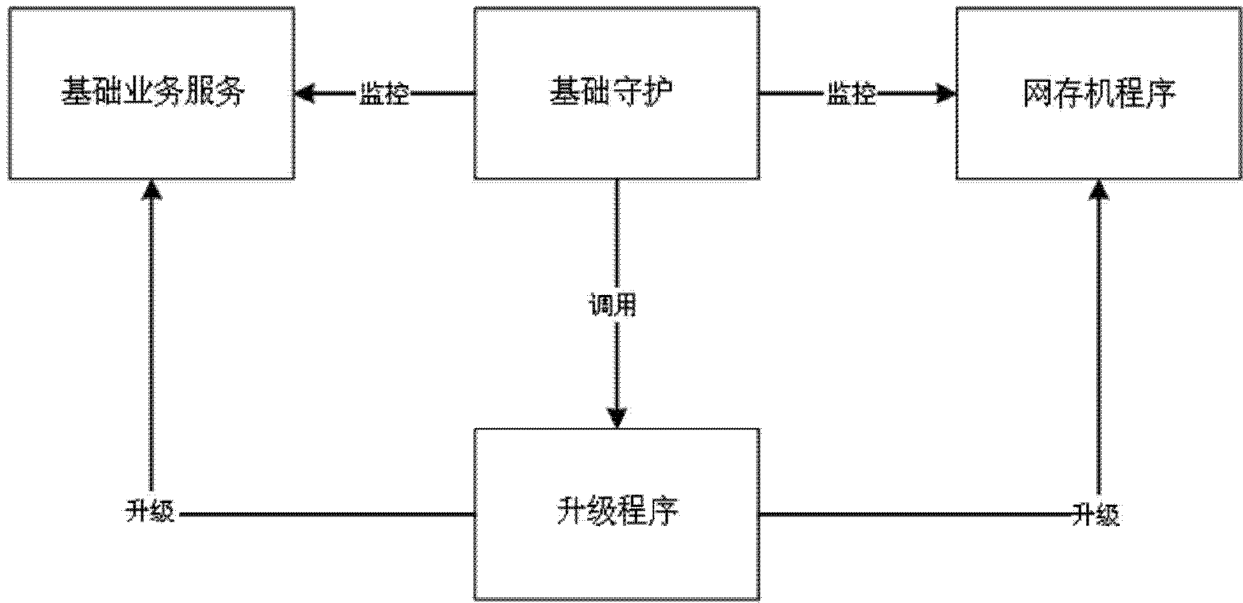 基础业务服务
监控
基础守护
监控
网存机程序
调用
升级
升级程序
升级